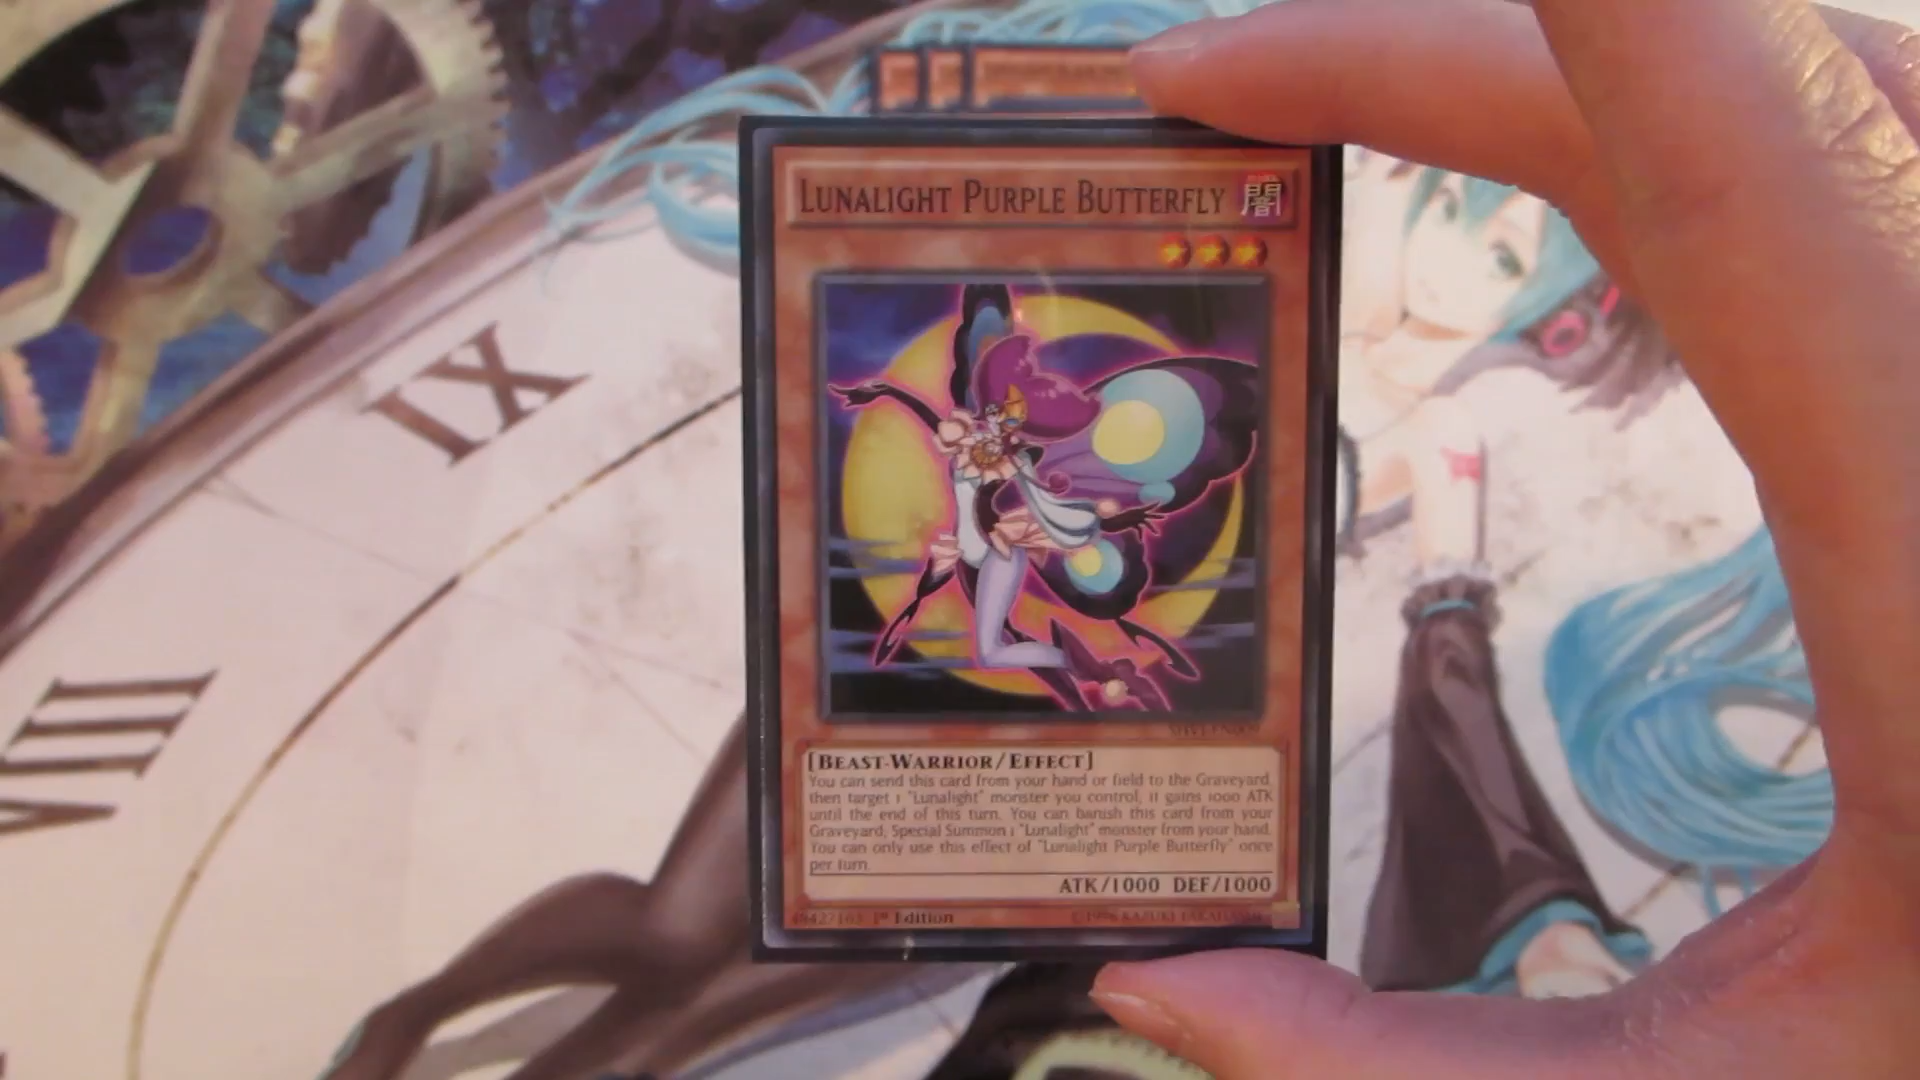 IX
VIII
LUNALIGHT PURPLE BUTTERFLY 闇
[BEAST-WARRIOR/EFFECT]
You can send this card from your hand or field to the Graveyard,
then target 1 "Lunalight" monster you control; it gains 1000 ATK
until the end of this turn. You can banish this card from your
Graveyard; Special Summon 1 "Lunalight" monster from your hand.
You can only use this effect of "Lunalight Purple Butterfly" once
per turn.
ATK/1000 DEF/1000
1st Edition
©1996 KAZUKI TAKAHASHI